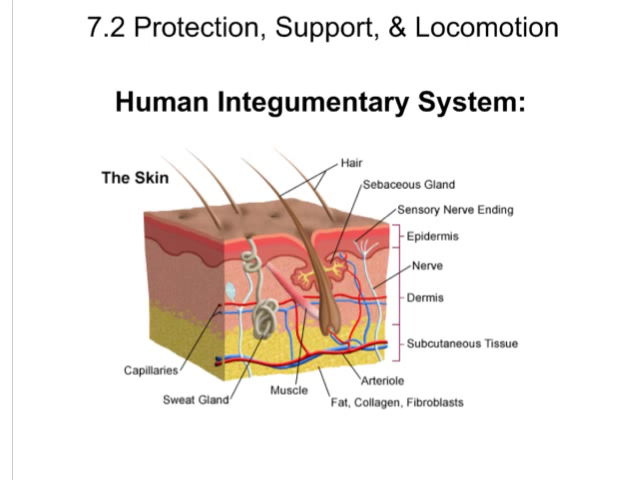 7.2 Protection, Support, & Locomotion
Human Integumentary System:
The Skin
Hair
Sebaceous Gland
Sensory Nerve Ending
Epidermis
Nerve
Dermis
Subcutaneous Tissue
Capillaries
Arteriole
Muscle
Sweat Gland
Fat, Collagen, Fibroblasts